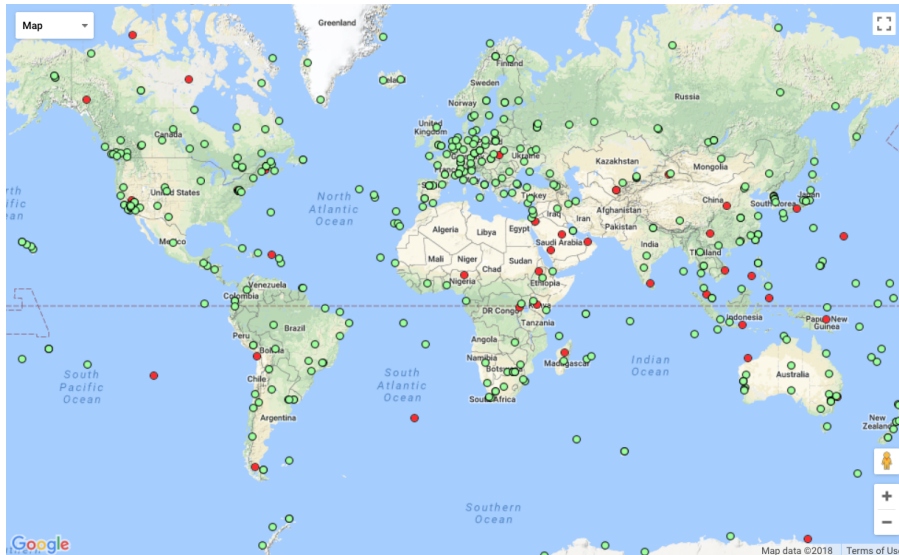 Map
Greenland
Finland
Sweden
Norway
Russia
United
Kingdom
Canada
Ukraine
Kazakhstan
Mongolia
North
Atlantic
Ocean
United States
Turkey
China
South Korea
Japan
Iraq
Iran
Afghanistan
Pakistan
Algeria
Libya
Egypt
Saudi Arabia
India
Thailand
Mexico
Mali
Niger
Chad
Sudan
Nigeria
Ethiopia
Venezuela
Colombia
DR Congo
Kenya
Tanzania
Indonesia
Papua New
Guinea
Brazil
Peru
Bolivia
Angola
Namibia
Botswana
Madagascar
Indian
Ocean
South
Pacific
Ocean
Chile
South
Atlantic
Ocean
South Africa
Australia
Argentina
New
Zealand
Southern
Ocean
Google
Map data ©2018
Terms of Us